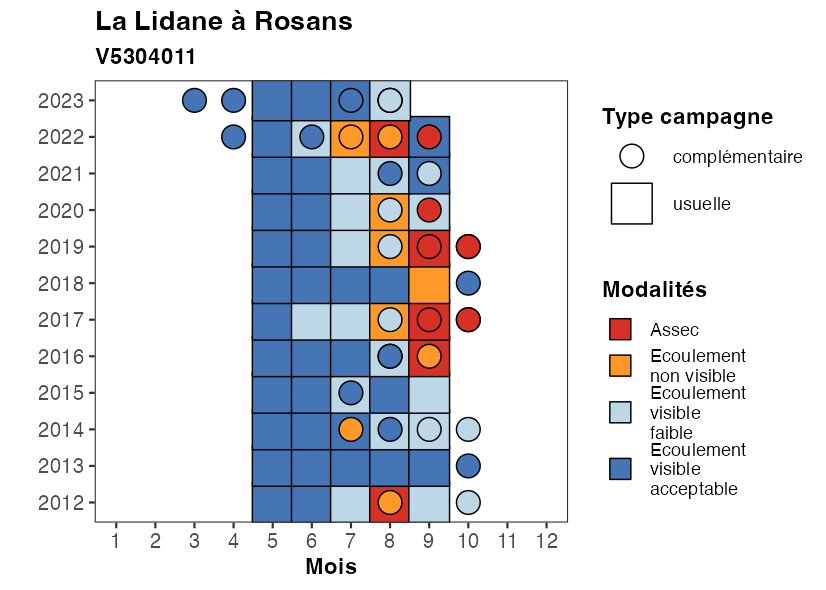 La Lidane à Rosans
V5304011
2023
2022
2021
2020
2019
2018
2017
2016
2015
2014
2013
2012
1 2 3 4 5 6 7 8 9 10 11 12
Mois
Type campagne
complémentaire
usuelle
Modalités
Assec
Ecoulement
non visible
Ecoulement
visible
faible
Ecoulement
visible
acceptable